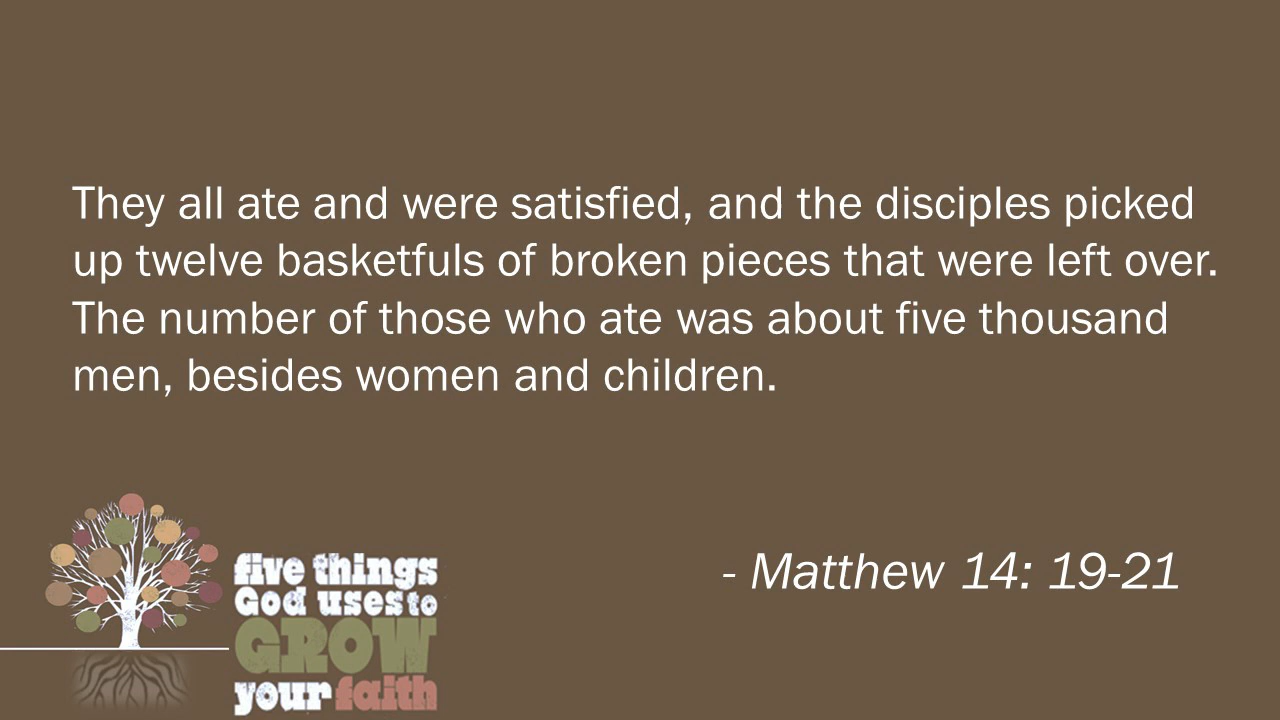 They all ate and were satisfied, and the disciples picked
up twelve basketfuls of broken pieces that were left over.
The number of those who ate was about five thousand
men, besides women and children.
- Matthew 14: 19-21
five things
God uses to
GROW
your faith